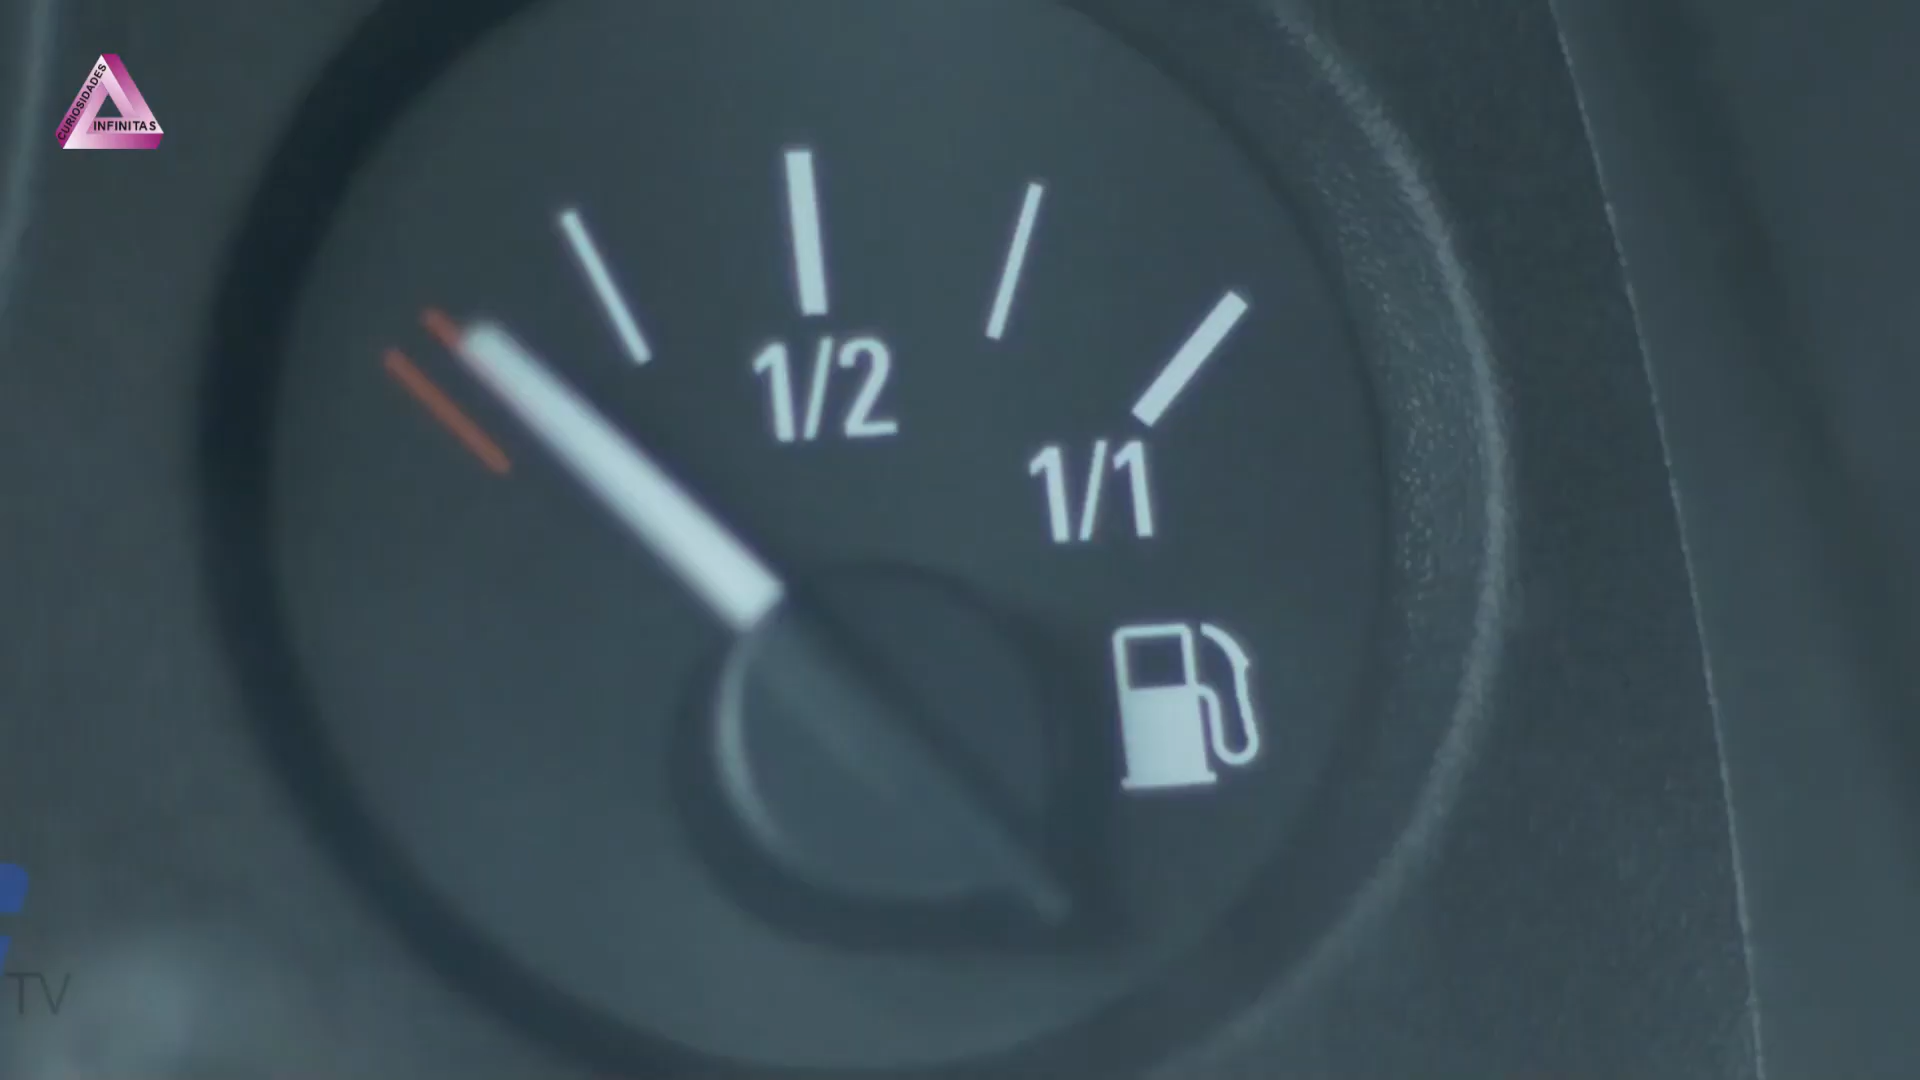 CURIOSIDADES
INFINITAS
1/2
1/1
TV